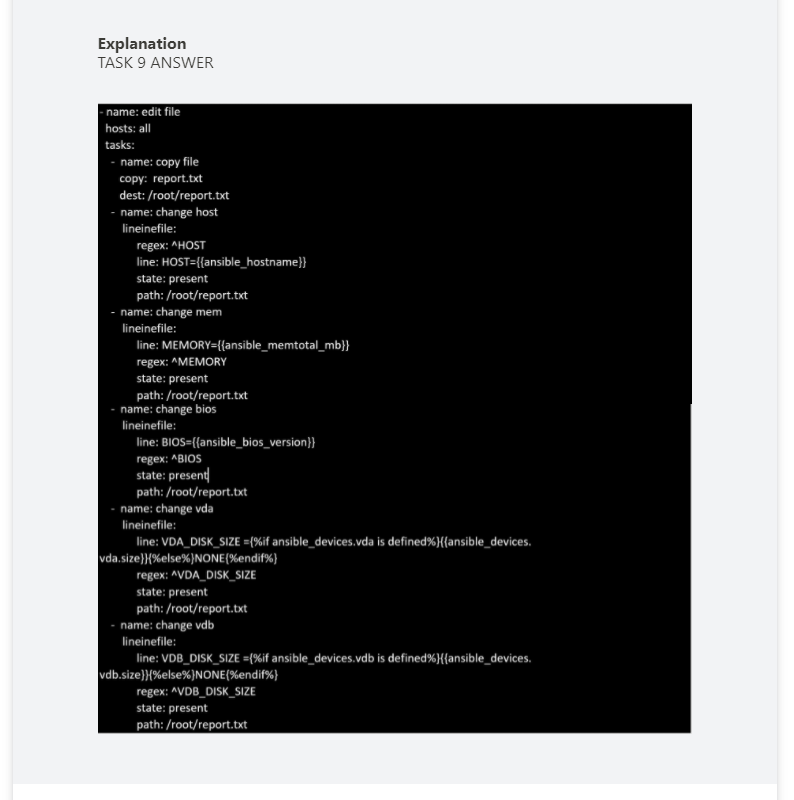 Explanation
TASK 9 ANSWER
- name: edit file
hosts: all
tasks:
- name: copy file
copy: report.txt
dest: /root/report.txt
- name: change host
lineinefile:
regex: ^HOST
line: HOST={{ansible_hostname}}
state: present
path: /root/report.txt
- name: change mem
lineinefile:
line: MEMORY={{ansible_memtotal_mb}}
regex: ^MEMORY
state: present
path: /root/report.txt
- name: change bios
lineinefile:
line: BIOS={{ansible_bios_version}}
regex: ^BIOS
state: present
path: /root/report.txt
- name: change vda
lineinefile:
line: VDA_DISK_SIZE ={%if ansible_devices.vda is defined%}{{ansible_devices.
vda.size}}{%else%}NONE{%endif%}
regex: ^VDA_DISK_SIZE
state: present
path: /root/report.txt
- name: change vdb
lineinefile:
line: VDB_DISK_SIZE ={%if ansible_devices.vdb is defined%}{{ansible_devices.
vdb.size}}{%else%}NONE{%endif%}
regex: ^VDB_DISK_SIZE
state: present
path: /root/report.txt